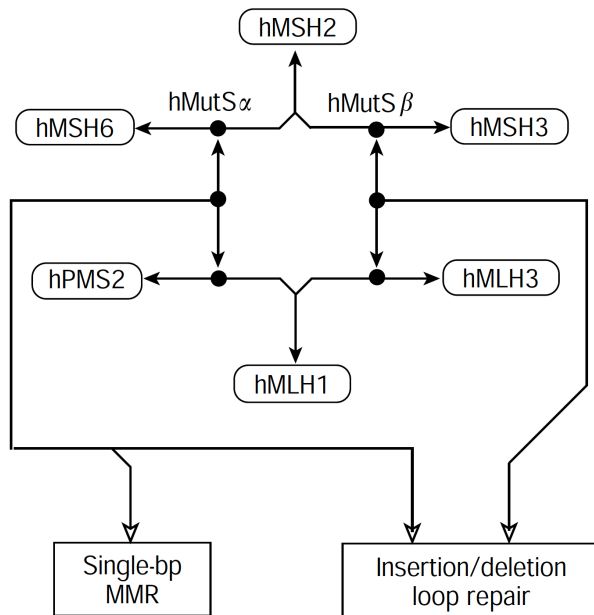 hMSH2
hMutSα
hMutSβ
hMSH6
hMSH3
hPMS2
hMLH3
hMLH1
Single-bp
MMR
Insertion/deletion
loop repair